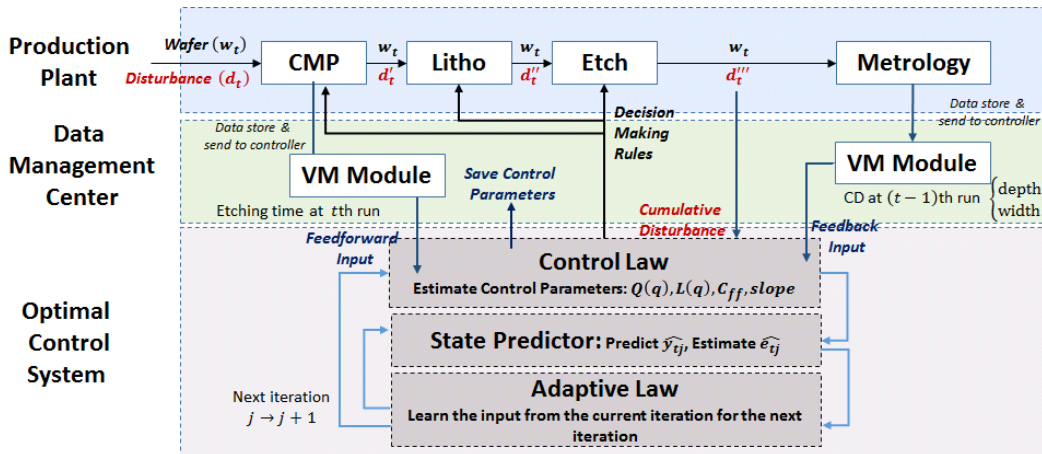 Production
Plant
Wafer (w_t)
Disturbance (d_t)
CMP
w_t
d_t'
Litho
w_t
d_t''
Etch
w_t
d_t'''
Metrology
Data
Management
Center
Data store &
send to controller
VM Module
Etching time at tth run
Save Control
Parameters
Decision
Making
Rules
Data store &
send to controller
VM Module
CD at (t − 1)th run { depth
width
Feedforward
Input
Cumulative
Disturbance
Feedback
Input
Optimal
Control
System
Control Law
Estimate Control Parameters: Q(q), L(q), C_ff, slope
State Predictor: Predict ŷ_tj, Estimate ê_tj
Adaptive Law
Learn the input from the current iteration for the next
iteration
Next iteration
j → j + 1